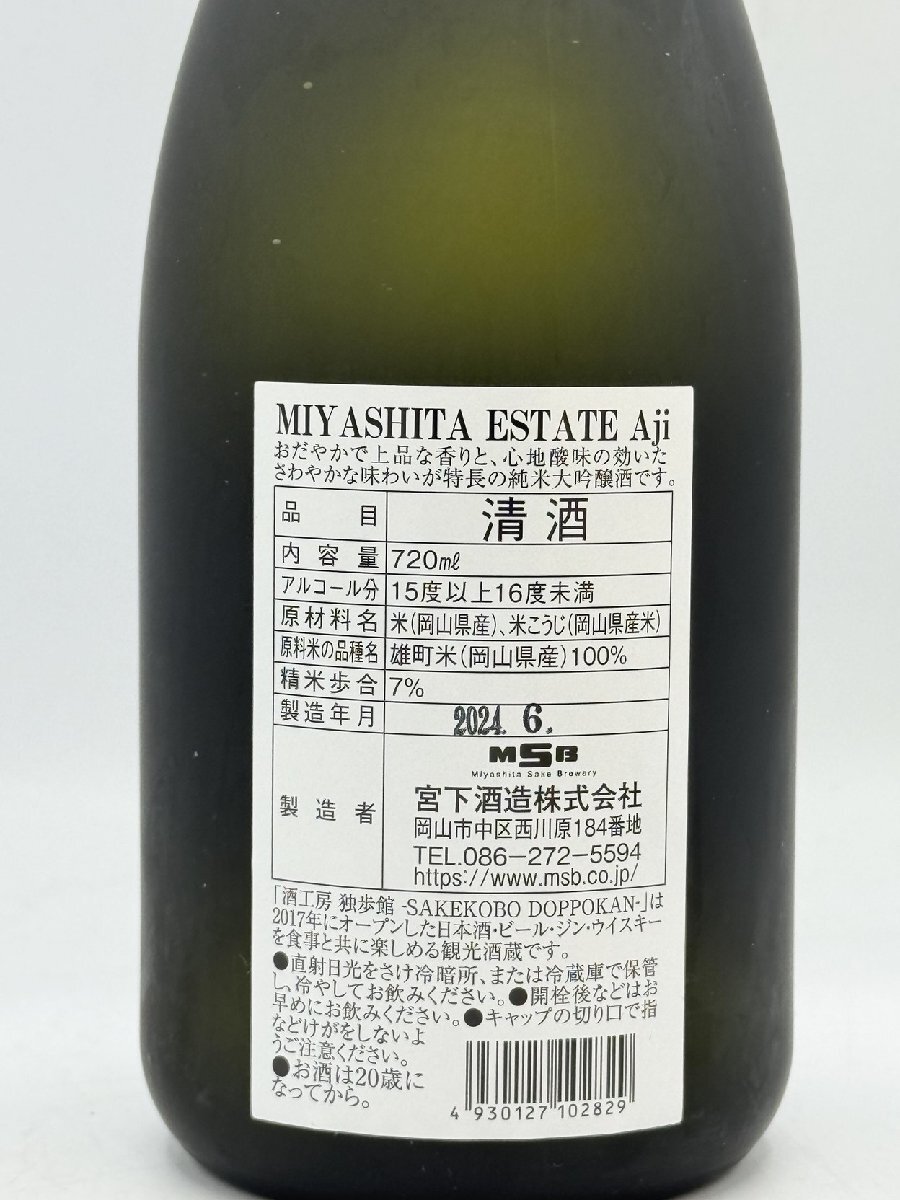 MIYASHITA ESTATE Aji
おだやかで上品な香りと、心地酸味の効いた
さわやかな味わいが特長の純米大吟醸酒です。
品目 清酒
内容量 720㎖
アルコール分 15度以上16度未満
原材料名 米(岡山県産)、米こうじ(岡山県産米)
原料米の品種名 雄町米(岡山県産)100%
精米歩合 7%
製造年月 2024. 6.
MSB
Miyashita Sake Brewery
製造者 宮下酒造株式会社
岡山市中区西川原184番地
TEL.086-272-5594
https://www.msb.co.jp/
「酒工房 独歩館 -SAKEKOBO DOPPOKAN-」は
2017年にオープンした日本酒・ビール・ジン・ウイスキー
を食事と共に楽しめる観光酒蔵です。
●直射日光をさけ冷暗所、または冷蔵庫で保管
し、冷やしてお飲みください。●開栓後などはお
早めにお飲みください。●キャップの切り口で指
などけがをしないよ
うご注意ください。
●お酒は20歳に
なってから。
4 930127 102829